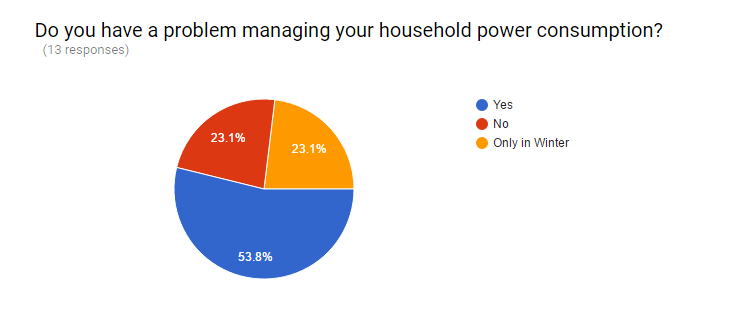 Do you have a problem managing your household power consumption?
(13 responses)
Yes
No
Only in Winter
23.1%
23.1%
53.8%